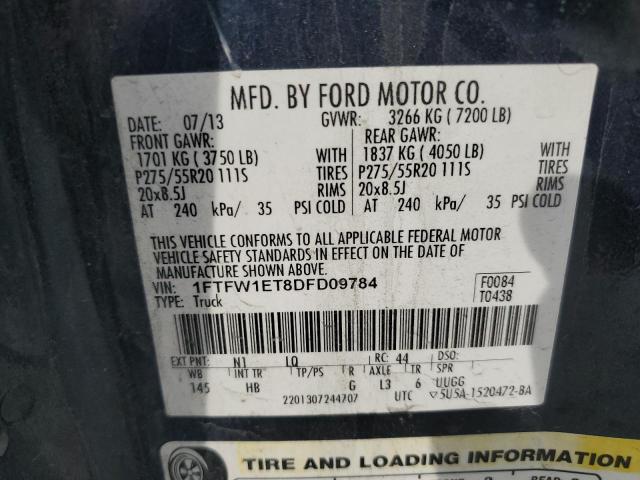 MFD. BY FORD MOTOR CO.
DATE: 07/13 GVWR: 3266 KG ( 7200 LB)
FRONT GAWR: REAR GAWR:
1701 KG ( 3750 LB) WITH 1837 KG ( 4050 LB) WITH
P275/55R20 111S TIRES P275/55R20 111S TIRES
20x8.5J RIMS 20x8.5J RIMS
AT 240 kPa/ 35 PSI COLD AT 240 kPa/ 35 PSI COLD
THIS VEHICLE CONFORMS TO ALL APPLICABLE FEDERAL MOTOR
VEHICLE SAFETY STANDARDS IN EFFECT ON THE DATE OF MANUFACTURE
SHOWN ABOVE.
VIN: 1FTFW1ET8DFD09784 F0084
TYPE: Truck T0438
EXT PNT: N1 LQ RC: 44 DSO:
WB INT TR TP/PS R AXLE TR SPR
145 HB G L3 6 UUGG
2201307244707 UTC ▽5U5A-1520472-BA
TIRE AND LOADING INFORMATION